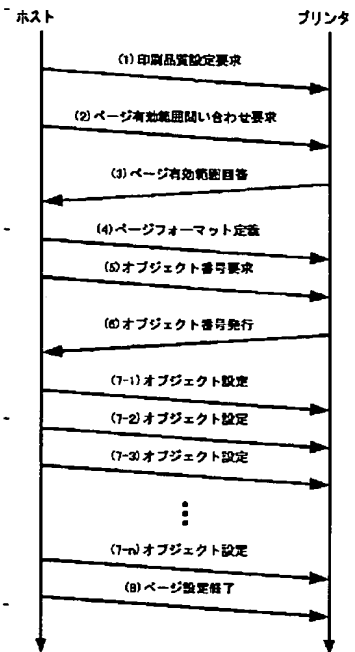 ホスト
プリンタ
(1)印刷品質設定要求
(2)ページ有効範囲問い合わせ要求
(3)ページ有効範囲回答
(4)ページフォーマット定義
(5)オブジェクト番号要求
(6)オブジェクト番号発行
(7-1)オブジェクト設定
(7-2)オブジェクト設定
(7-3)オブジェクト設定
(7-n)オブジェクト設定
(8)ページ設定終了